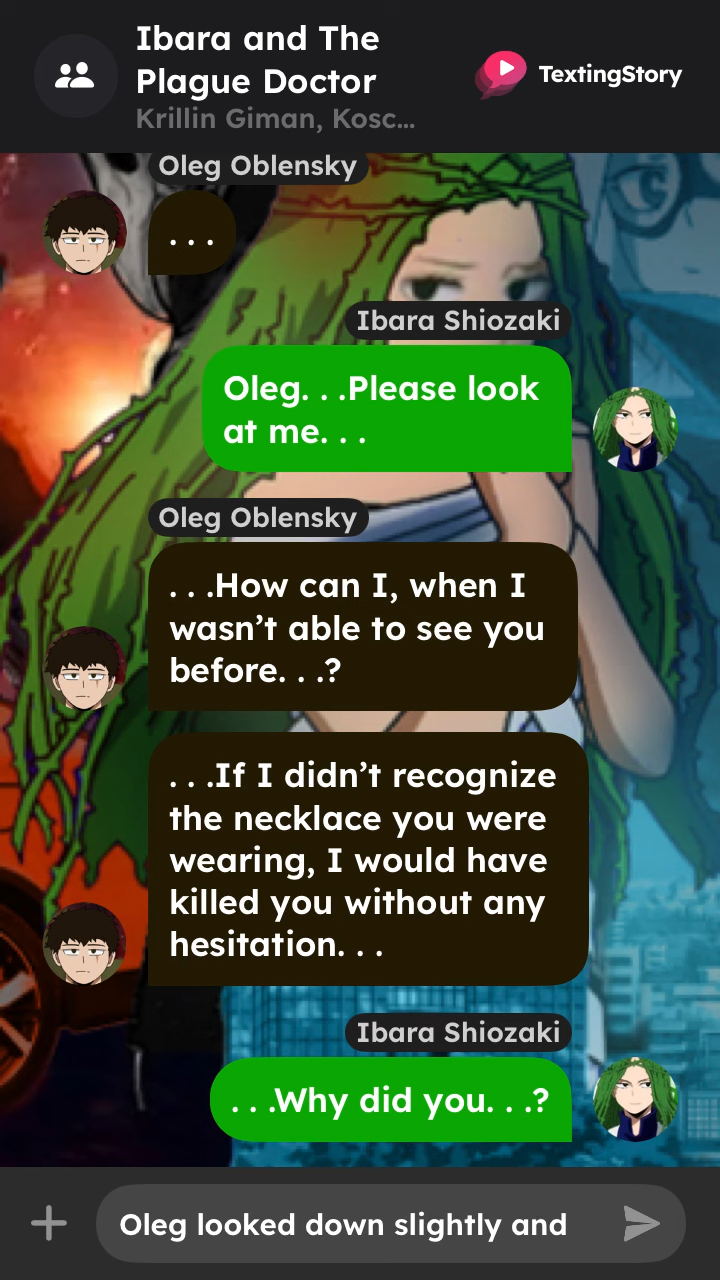 Ibara and The
Plague Doctor
Krillin Giman, Kosc...
TextingStory
Oleg Oblensky
. . .
Ibara Shiozaki
Oleg. . .Please look
at me. . .
Oleg Oblensky
. . .How can I, when I
wasn't able to see you
before. . .?
. . .If I didn't recognize
the necklace you were
wearing, I would have
killed you without any
hesitation. . .
Ibara Shiozaki
. . .Why did you. . .?
Oleg looked down slightly and